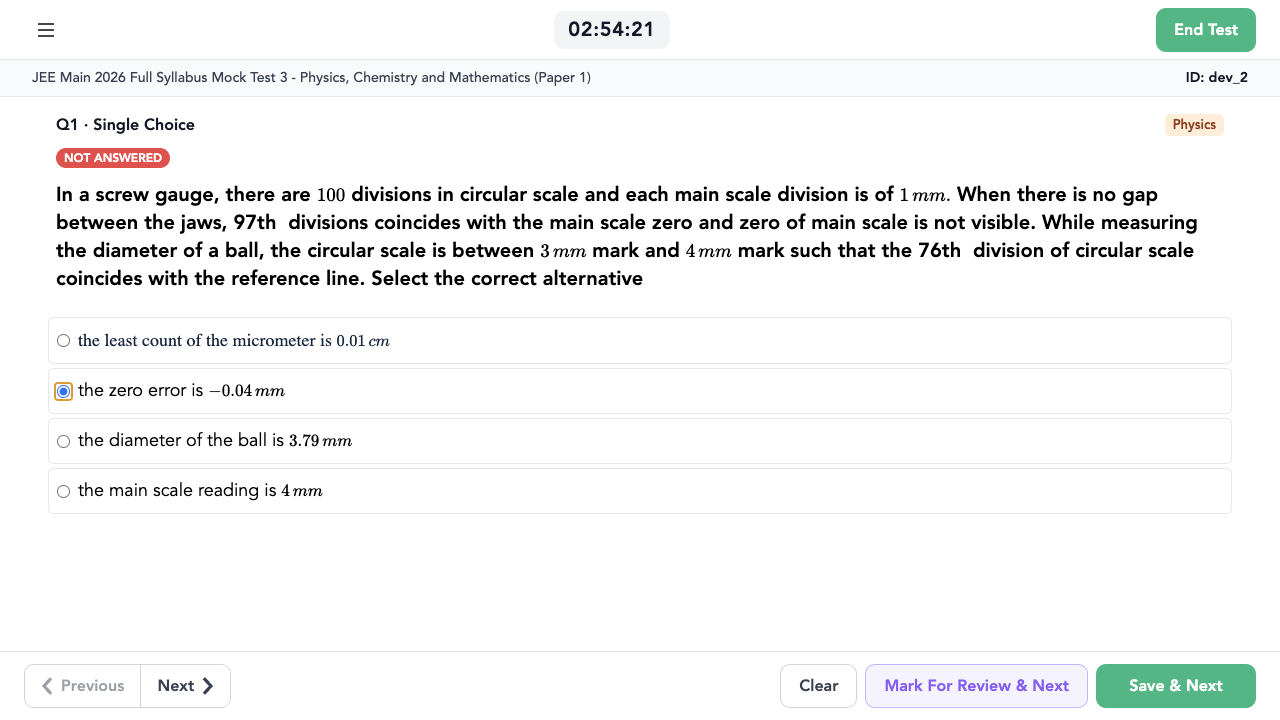 02:54:21
End Test
JEE Main 2026 Full Syllabus Mock Test 3 - Physics, Chemistry and Mathematics (Paper 1)
ID: dev_2
Q1 · Single Choice
Physics
NOT ANSWERED
In a screw gauge, there are 100 divisions in circular scale and each main scale division is of 1 mm. When there is no gap
between the jaws, 97th divisions coincides with the main scale zero and zero of main scale is not visible. While measuring
the diameter of a ball, the circular scale is between 3 mm mark and 4 mm mark such that the 76th division of circular scale
coincides with the reference line. Select the correct alternative
the least count of the micrometer is 0.01 cm
the zero error is −0.04 mm
the diameter of the ball is 3.79 mm
the main scale reading is 4 mm
Previous
Next
Clear
Mark For Review & Next
Save & Next